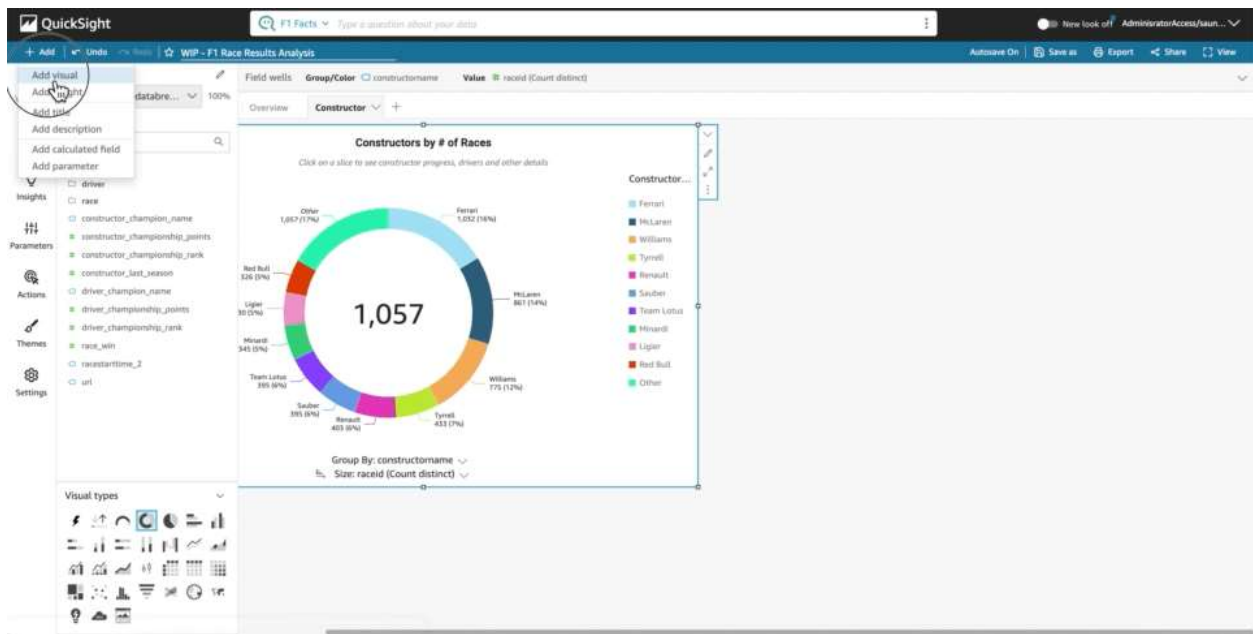 QuickSight
F1 Facts
Type a question about your data
New look off
AdminisratorAccess/saun...
+ Add
Undo
WIP - F1 Race Results Analysis
Autosave On
Save as
Export
Share
View
Add visual
Add title
Add description
Add calculated field
Add parameter
databre...
100%
Insights
Parameters
Actions
Themes
Settings
driver
race
constructor_champion_name
constructor_championship_points
constructor_championship_rank
constructor_last_season
driver_champion_name
driver_championship_points
driver_championship_rank
race_win
racestarttime_2
url
Visual types
Field wells
Group/Color
constructorname
Value
raceid (Count distinct)
Overview
Constructor
+
Constructors by # of Races
Click on a slice to see constructor progress, drivers and other details
Other
1,057 (17%)
Ferrari
1,032 (16%)
Red Bull
326 (5%)
McLaren
861 (14%)
Ligier
30 (5%)
1,057
Minardi
345 (5%)
Team Lotus
395 (6%)
Williams
775 (12%)
Sauber
395 (6%)
Renault
403 (6%)
Tyrrell
433 (7%)
Group By: constructorname
Size: raceid (Count distinct)
Constructor...
Ferrari
McLaren
Williams
Tyrrell
Renault
Sauber
Team Lotus
Minardi
Ligier
Red Bull
Other